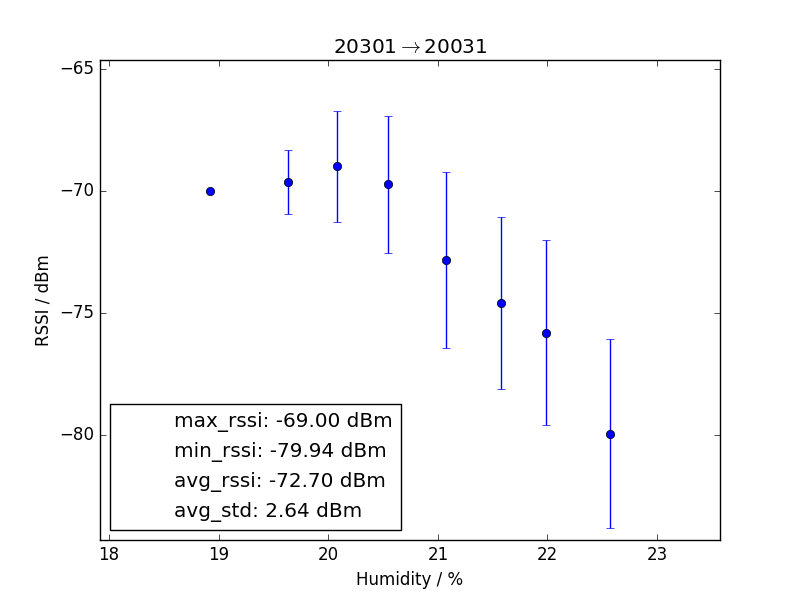 20301→20031
−65
−70
−75
−80
RSSI / dBm
max_rssi: -69.00 dBm
min_rssi: -79.94 dBm
avg_rssi: -72.70 dBm
avg_std: 2.64 dBm
18 19 20 21 22 23
Humidity / %